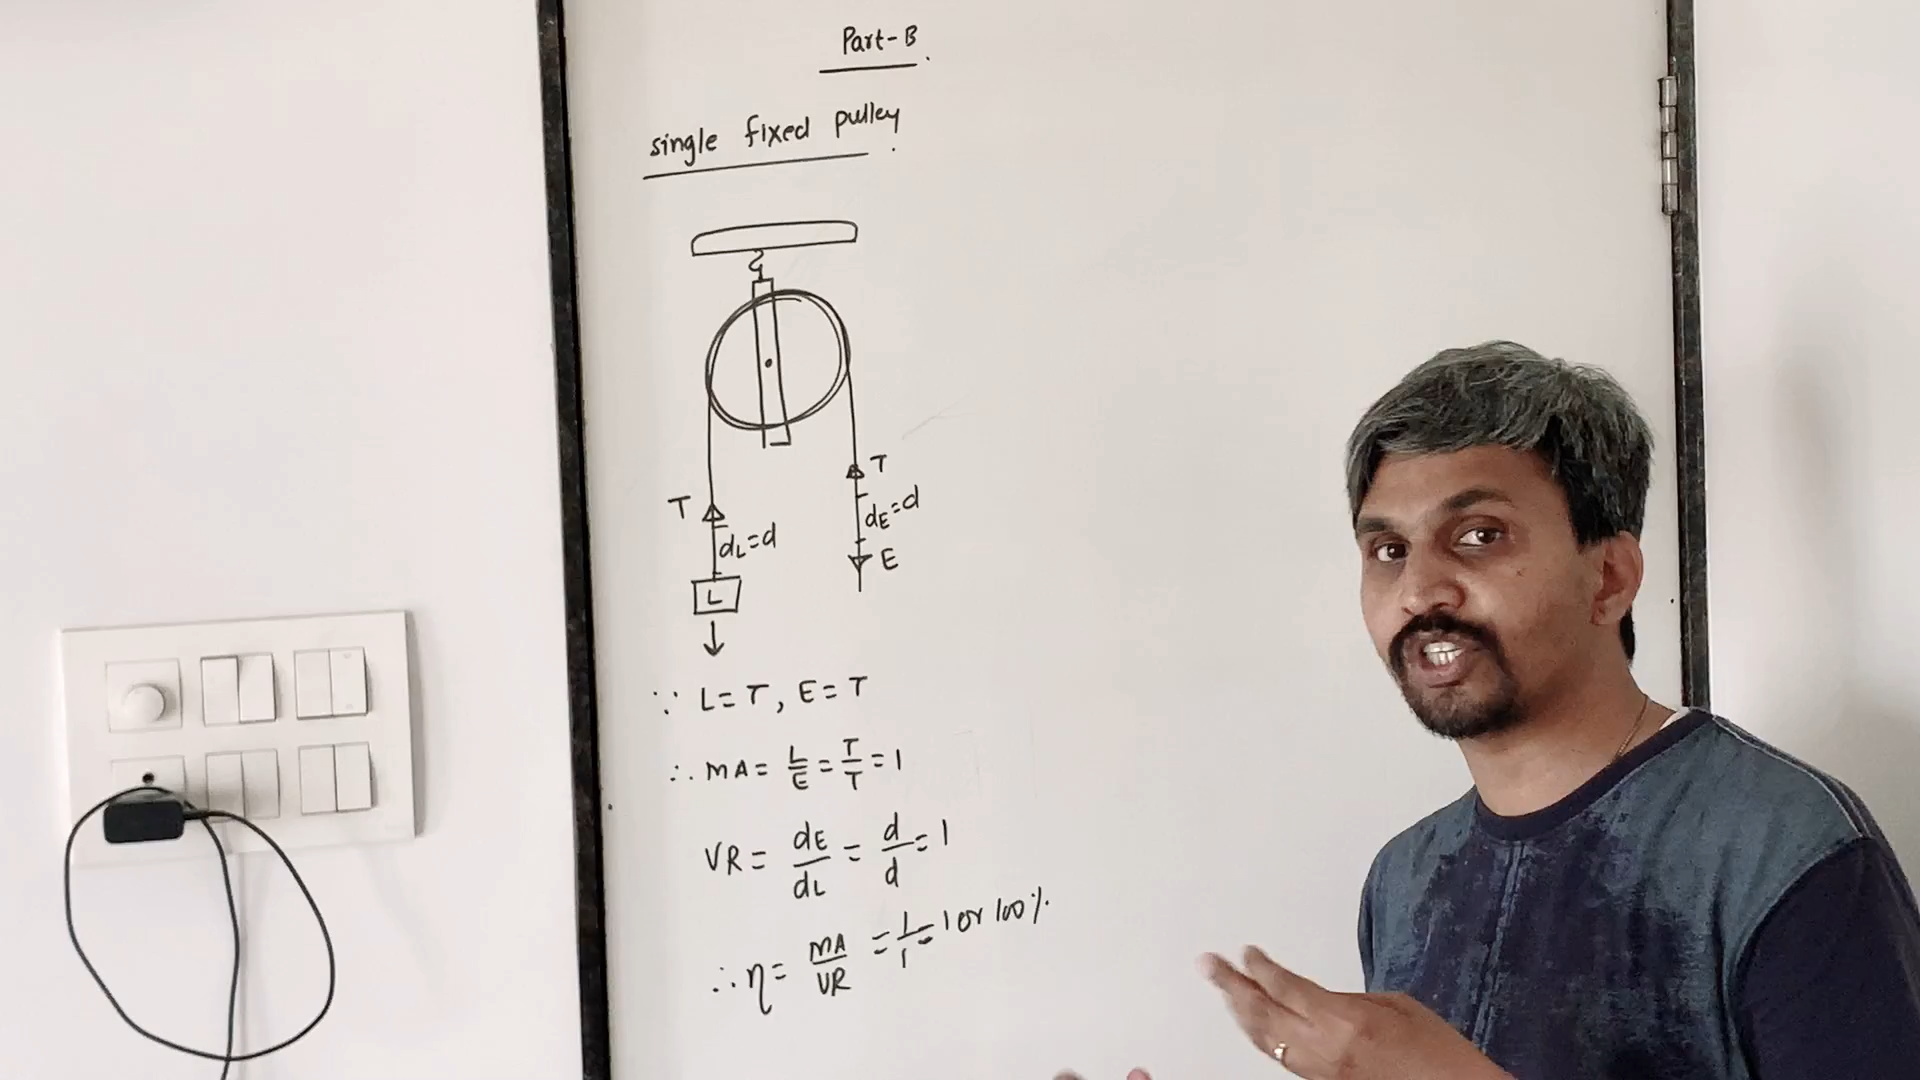 Part-B.
single fixed pulley.
T
T
dE=d
dL=d
E
L
∵ L=T, E=T
∴ MA= L/E = T/T = 1
VR= dE/dL = d/d = 1
∴ η= MA/VR = 1/1 = 1 or 100%.